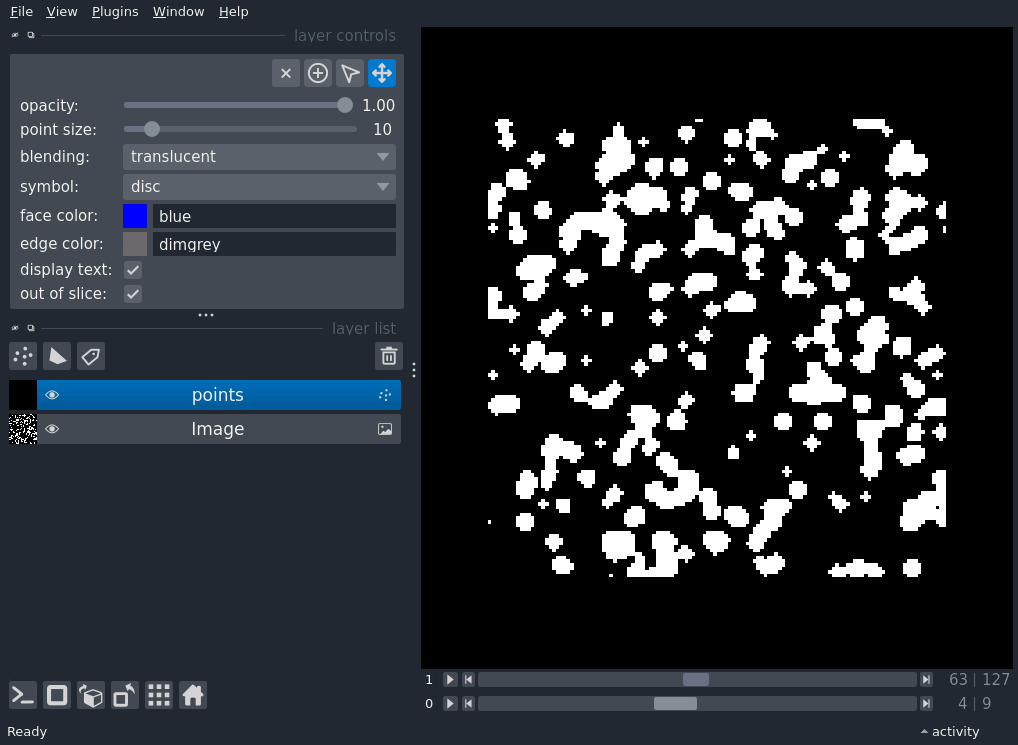 File View Plugins Window Help
layer controls
opacity: 1.00
point size: 10
blending: translucent
symbol: disc
face color: blue
edge color: dimgrey
display text:
out of slice:
layer list
points
Image
1 63 | 127
0 4 | 9
Ready activity